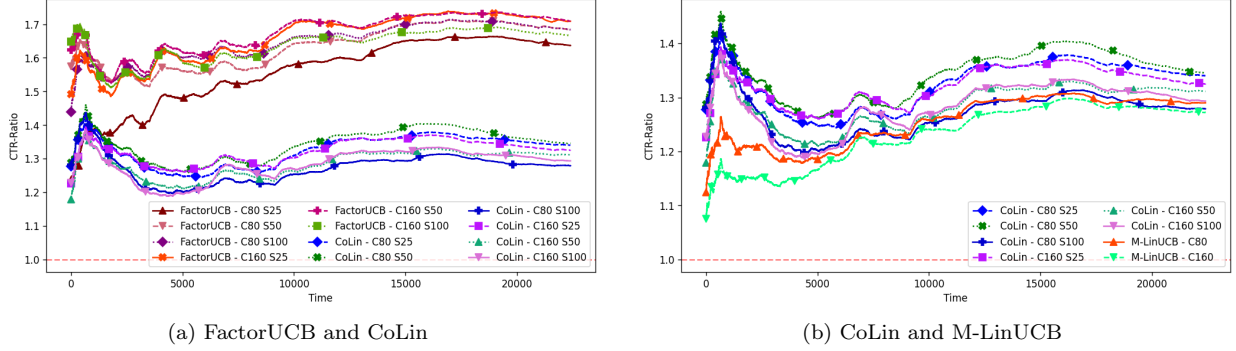 1.7
1.6
1.5
1.4
1.3
1.2
1.1
1.0
CTR-Ratio
0
5000
10000
15000
20000
Time
FactorUCB - C80 S25
FactorUCB - C80 S50
FactorUCB - C80 S100
FactorUCB - C160 S25
FactorUCB - C160 S50
FactorUCB - C160 S100
CoLin - C80 S25
CoLin - C80 S50
CoLin - C80 S100
CoLin - C160 S25
CoLin - C160 S50
CoLin - C160 S100
(a) FactorUCB and CoLin
1.4
1.3
1.2
1.1
1.0
CTR-Ratio
0
5000
10000
15000
20000
Time
CoLin - C80 S25
CoLin - C80 S50
CoLin - C80 S100
CoLin - C160 S25
CoLin - C160 S50
CoLin - C160 S100
M-LinUCB - C80
M-LinUCB - C160
(b) CoLin and M-LinUCB